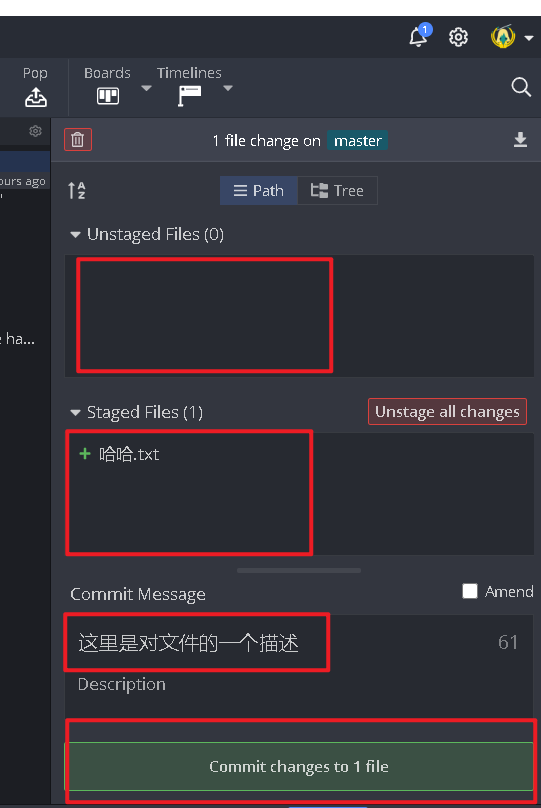 1
Pop
Boards
Timelines
1 file change on master
ours ago
Path
Tree
Unstaged Files (0)
e ha...
Staged Files (1)
Unstage all changes
哈哈.txt
Commit Message
Amend
这里是对文件的一个描述
61
Description
Commit changes to 1 file